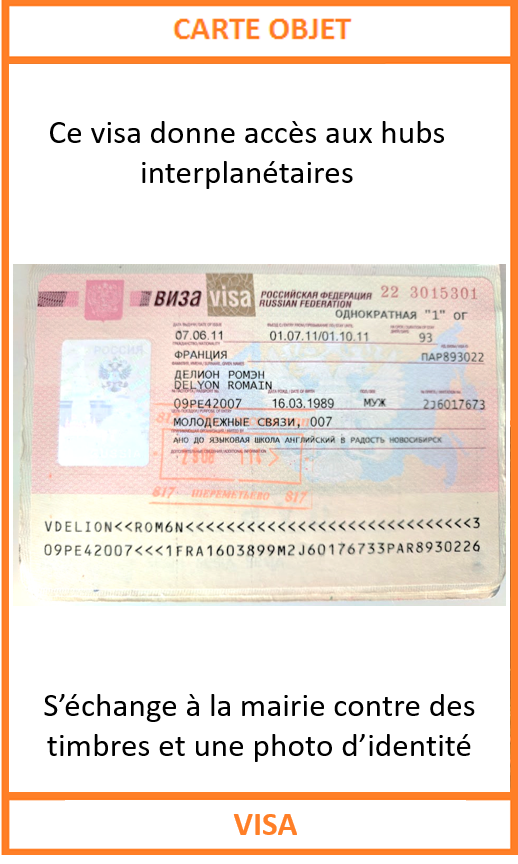 CARTE OBJET
Ce visa donne accès aux hubs
interplanétaires
ВИЗА visa РОССИЙСКАЯ ФЕДЕРАЦИЯ 22 3015301
RUSSIAN FEDERATION
ОДНОКРАТНАЯ "1" ОГ
07.06.11 01.07.11/01.10.11 93
ФРАНЦИЯ ПАР893022
РОССИЯ
ДЕЛИОН РОМЭН
DELYON ROMAIN
09PE42007 16.03.1989 МУЖ 2J6017673
МОЛОДЕЖНЫЕ СВЯЗИ, 007
АНО ДО ЯЗЫКОВАЯ ШКОЛА АНГЛИЙСКИЙ В РАДОСТЬ НОВОСИБИРСК
817 ШЕРЕМЕТЬЕВО 817
VDELION<<ROM6N<<<<<<<<<<<<<<<<<<<<<<<<<<<<<3
09PE42007<<<1FRA1603899M2J60176733PAR8930226
S’échange à la mairie contre des
timbres et une photo d’identité
VISA